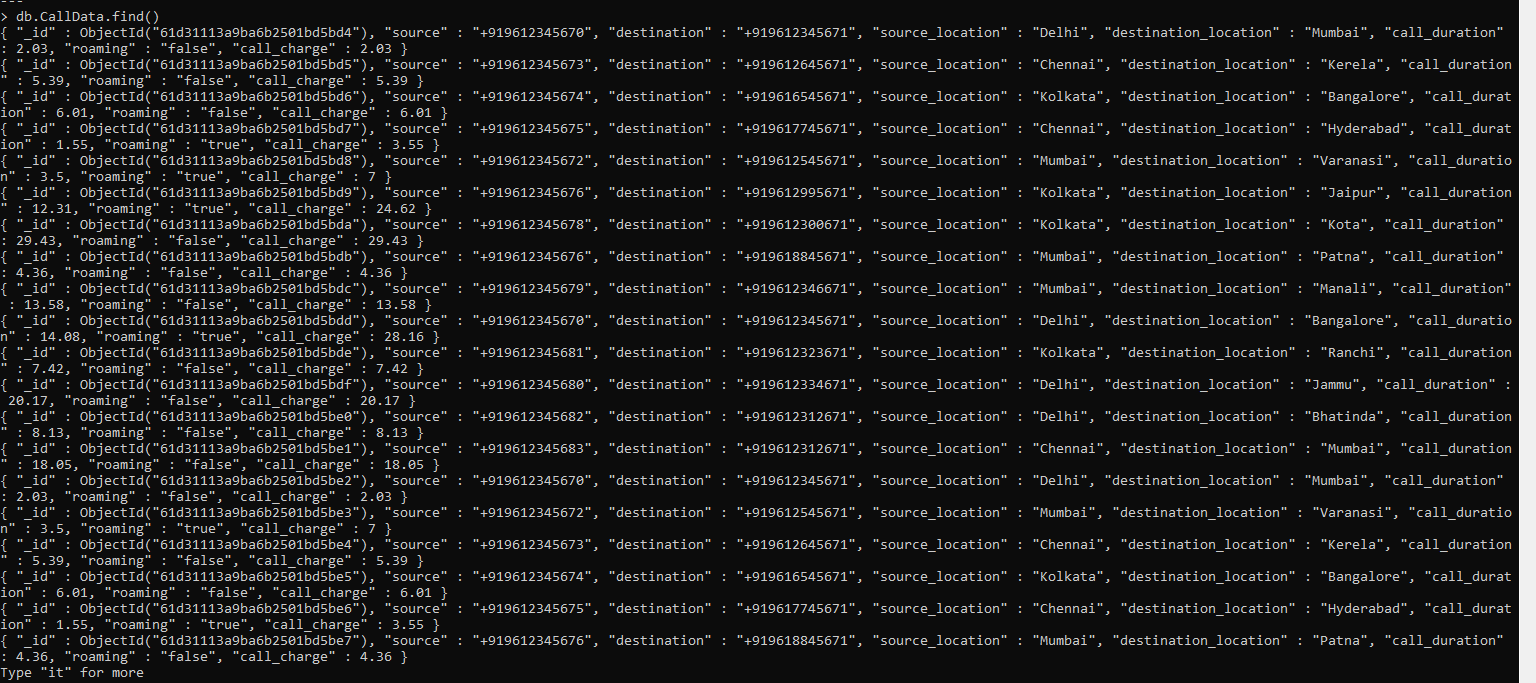 ---
> db.CallData.find()
{ "_id" : ObjectId("61d31113a9ba6b2501bd5bd4"), "source" : "+919612345670", "destination" : "+919612345671", "source_location" : "Delhi", "destination_location" : "Mumbai", "call_duration"
: 2.03, "roaming" : "false", "call_charge" : 2.03 }
{ "_id" : ObjectId("61d31113a9ba6b2501bd5bd5"), "source" : "+919612345673", "destination" : "+919612645671", "source_location" : "Chennai", "destination_location" : "Kerela", "call_duration
" : 5.39, "roaming" : "false", "call_charge" : 5.39 }
{ "_id" : ObjectId("61d31113a9ba6b2501bd5bd6"), "source" : "+919612345674", "destination" : "+919616545671", "source_location" : "Kolkata", "destination_location" : "Bangalore", "call_durat
ion" : 6.01, "roaming" : "false", "call_charge" : 6.01 }
{ "_id" : ObjectId("61d31113a9ba6b2501bd5bd7"), "source" : "+919612345675", "destination" : "+919617745671", "source_location" : "Chennai", "destination_location" : "Hyderabad", "call_durat
ion" : 1.55, "roaming" : "true", "call_charge" : 3.55 }
{ "_id" : ObjectId("61d31113a9ba6b2501bd5bd8"), "source" : "+919612345672", "destination" : "+919612545671", "source_location" : "Mumbai", "destination_location" : "Varanasi", "call_duratio
n" : 3.5, "roaming" : "true", "call_charge" : 7 }
{ "_id" : ObjectId("61d31113a9ba6b2501bd5bd9"), "source" : "+919612345676", "destination" : "+919612995671", "source_location" : "Kolkata", "destination_location" : "Jaipur", "call_duration
" : 12.31, "roaming" : "true", "call_charge" : 24.62 }
{ "_id" : ObjectId("61d31113a9ba6b2501bd5bda"), "source" : "+919612345678", "destination" : "+919612300671", "source_location" : "Kolkata", "destination_location" : "Kota", "call_duration"
: 29.43, "roaming" : "false", "call_charge" : 29.43 }
{ "_id" : ObjectId("61d31113a9ba6b2501bd5bdb"), "source" : "+919612345676", "destination" : "+919618845671", "source_location" : "Mumbai", "destination_location" : "Patna", "call_duration"
: 4.36, "roaming" : "false", "call_charge" : 4.36 }
{ "_id" : ObjectId("61d31113a9ba6b2501bd5bdc"), "source" : "+919612345679", "destination" : "+919612346671", "source_location" : "Mumbai", "destination_location" : "Manali", "call_duration"
 : 13.58, "roaming" : "false", "call_charge" : 13.58 }
{ "_id" : ObjectId("61d31113a9ba6b2501bd5bdd"), "source" : "+919612345670", "destination" : "+919612345671", "source_location" : "Delhi", "destination_location" : "Bangalore", "call_duratio
n" : 14.08, "roaming" : "true", "call_charge" : 28.16 }
{ "_id" : ObjectId("61d31113a9ba6b2501bd5bde"), "source" : "+919612345681", "destination" : "+919612323671", "source_location" : "Kolkata", "destination_location" : "Ranchi", "call_duration
" : 7.42, "roaming" : "false", "call_charge" : 7.42 }
{ "_id" : ObjectId("61d31113a9ba6b2501bd5bdf"), "source" : "+919612345680", "destination" : "+919612334671", "source_location" : "Delhi", "destination_location" : "Jammu", "call_duration" :
 20.17, "roaming" : "false", "call_charge" : 20.17 }
{ "_id" : ObjectId("61d31113a9ba6b2501bd5be0"), "source" : "+919612345682", "destination" : "+919612312671", "source_location" : "Delhi", "destination_location" : "Bhatinda", "call_duration
" : 8.13, "roaming" : "false", "call_charge" : 8.13 }
{ "_id" : ObjectId("61d31113a9ba6b2501bd5be1"), "source" : "+919612345683", "destination" : "+919612312671", "source_location" : "Chennai", "destination_location" : "Mumbai", "call_duration
" : 18.05, "roaming" : "false", "call_charge" : 18.05 }
{ "_id" : ObjectId("61d31113a9ba6b2501bd5be2"), "source" : "+919612345670", "destination" : "+919612345671", "source_location" : "Delhi", "destination_location" : "Mumbai", "call_duration"
: 2.03, "roaming" : "false", "call_charge" : 2.03 }
{ "_id" : ObjectId("61d31113a9ba6b2501bd5be3"), "source" : "+919612345672", "destination" : "+919612545671", "source_location" : "Mumbai", "destination_location" : "Varanasi", "call_duratio
n" : 3.5, "roaming" : "true", "call_charge" : 7 }
{ "_id" : ObjectId("61d31113a9ba6b2501bd5be4"), "source" : "+919612345673", "destination" : "+919612645671", "source_location" : "Chennai", "destination_location" : "Kerela", "call_duration
" : 5.39, "roaming" : "false", "call_charge" : 5.39 }
{ "_id" : ObjectId("61d31113a9ba6b2501bd5be5"), "source" : "+919612345674", "destination" : "+919616545671", "source_location" : "Kolkata", "destination_location" : "Bangalore", "call_durat
ion" : 6.01, "roaming" : "false", "call_charge" : 6.01 }
{ "_id" : ObjectId("61d31113a9ba6b2501bd5be6"), "source" : "+919612345675", "destination" : "+919617745671", "source_location" : "Chennai", "destination_location" : "Hyderabad", "call_durat
ion" : 1.55, "roaming" : "true", "call_charge" : 3.55 }
{ "_id" : ObjectId("61d31113a9ba6b2501bd5be7"), "source" : "+919612345676", "destination" : "+919618845671", "source_location" : "Mumbai", "destination_location" : "Patna", "call_duration"
: 4.36, "roaming" : "false", "call_charge" : 4.36 }
Type "it" for more